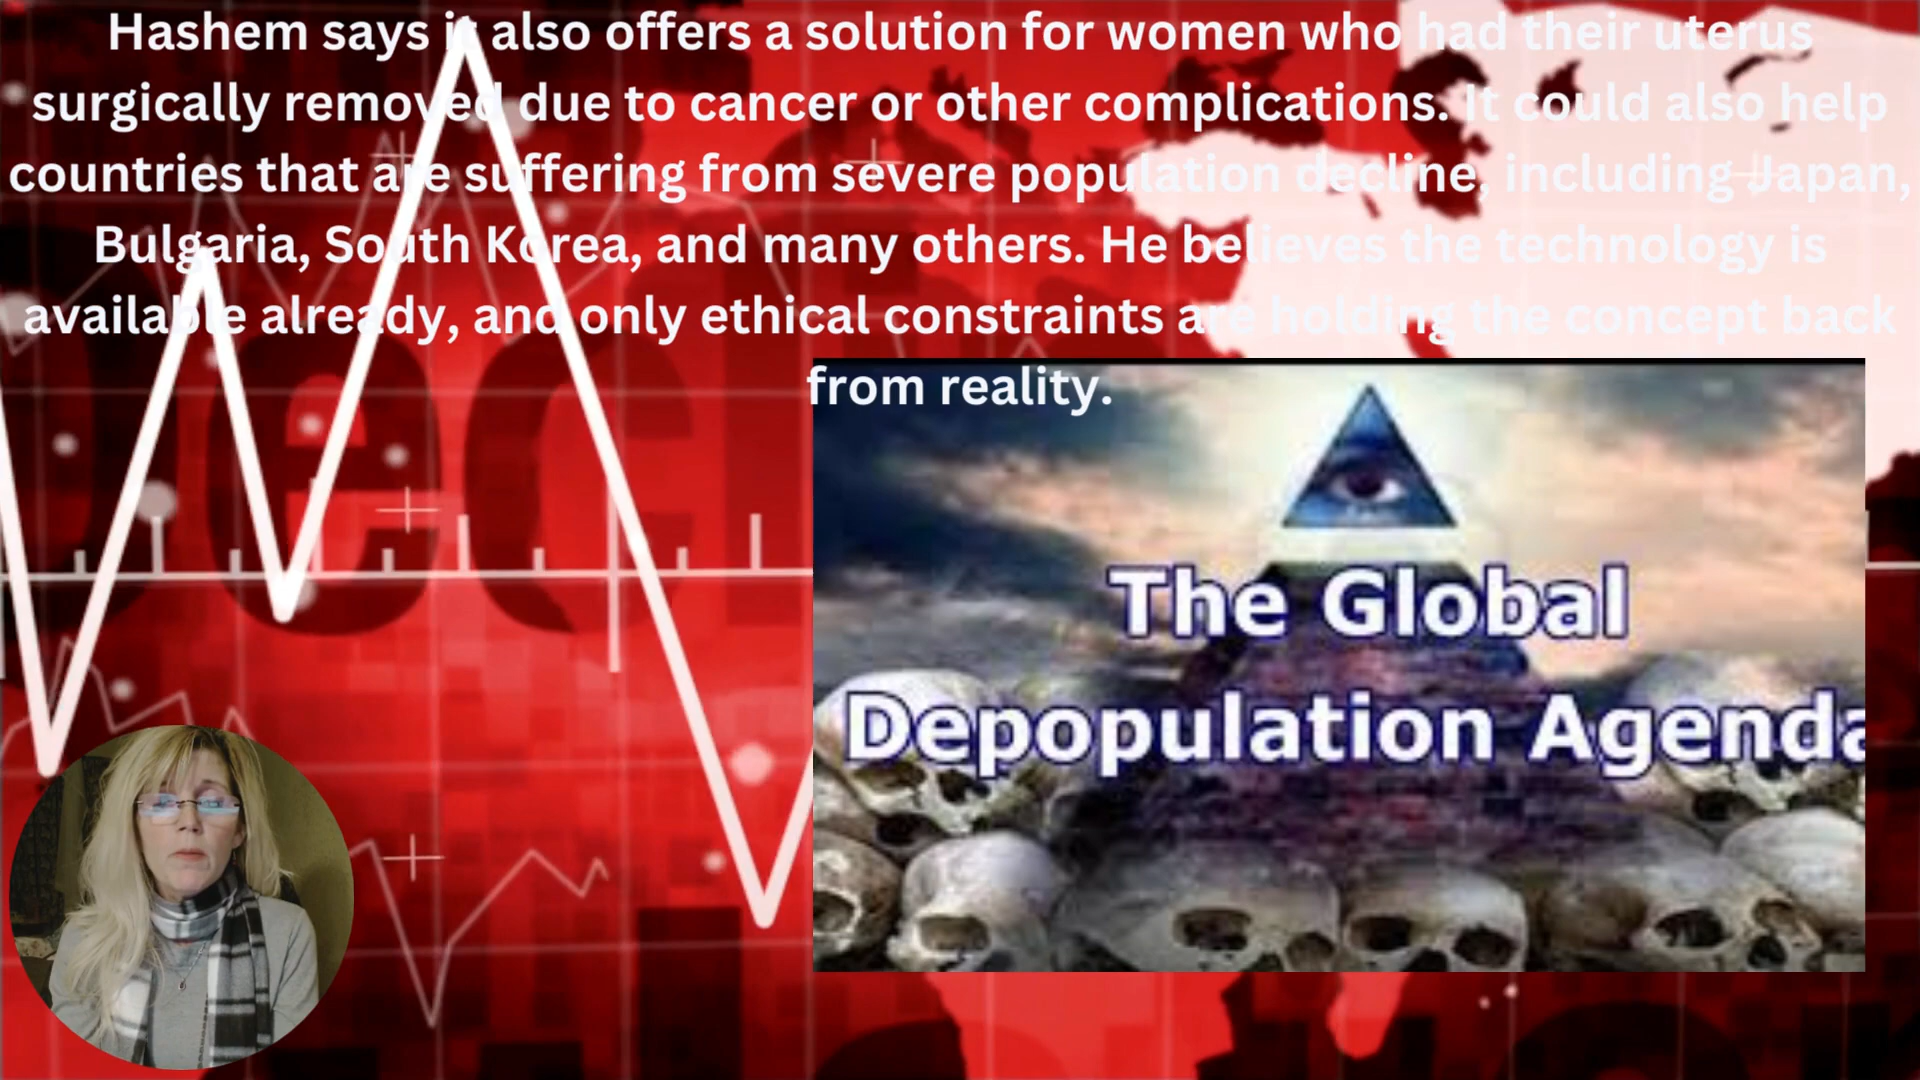 Hashem says it also offers a solution for women who had their uterus
surgically removed due to cancer or other complications. It could also help
countries that are suffering from severe population decline, including Japan,
Bulgaria, South Korea, and many others. He believes the technology is
available already, and only ethical constraints are holding the concept back
from reality.
The Global
Depopulation Agenda